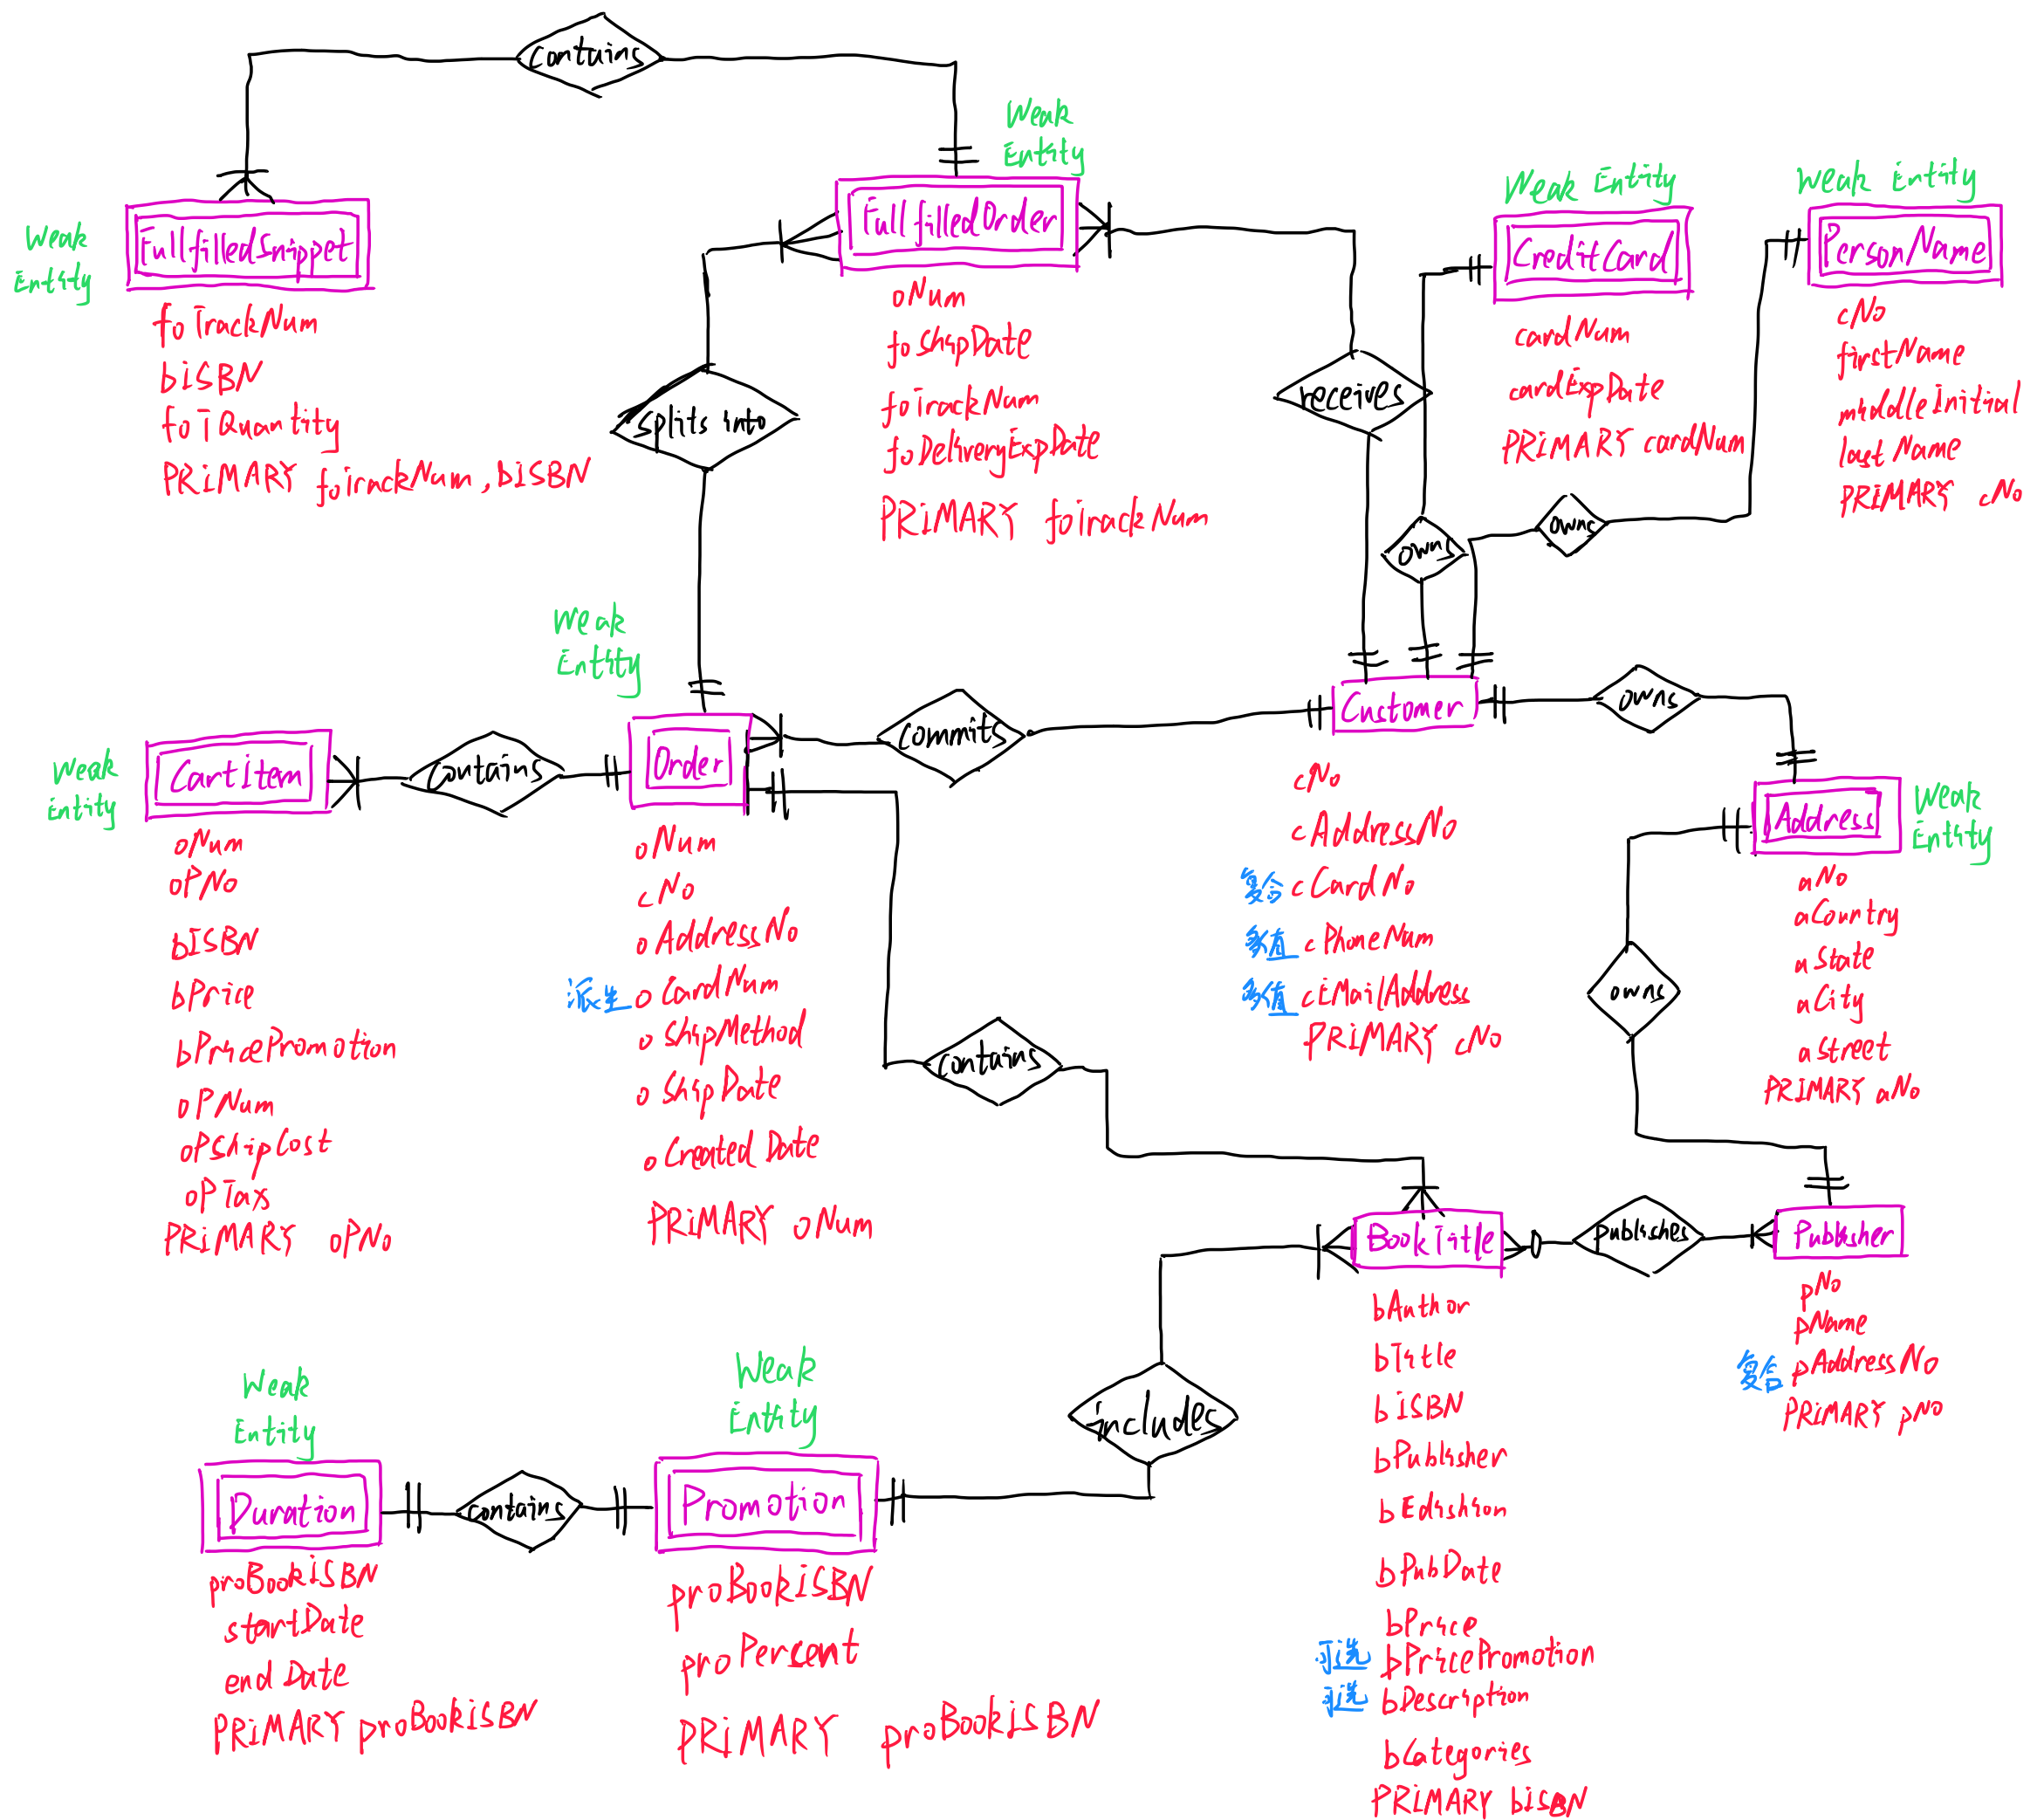 contains
Weak
Entity
Weak
Entity
FullfilledSnippet
foTrackNum
bISBN
foTQuantity
PRIMARY foTrackNum, bISBN
FullfilledOrder
oNum
foShipDate
foTrackNum
foDeliveryExpDate
PRIMARY foTrackNum
Weak Entity
CreditCard
cardNum
cardExpDate
PRIMARY cardNum
Weak Entity
PersonName
cNo
firstName
middleInitial
lastName
PRIMARY cNo
splits into
receives
owns
owns
Weak
Entity
CartItem
oNum
oPNo
bISBN
bPrice
bPricePromotion
oPNum
oPShipCost
oPTax
PRIMARY oPNo
contains
Weak
Entity
Order
oNum
cNo
oAddressNo
派生 oCardNum
oShipMethod
oShipDate
oCreatedDate
PRIMARY oNum
commits
Customer
cNo
cAddressNo
复合 cCardNo
多值 cPhoneNum
多值 cEMailAddress
PRIMARY cNo
owns
Address
Weak
Entity
aNo
aCountry
aState
aCity
aStreet
PRIMARY aNo
owns
contains
BookTitle
bAuthor
bTitle
bISBN
bPublisher
bEdishion
bPubDate
bPrice
可选 bPricePromotion
可选 bDescription
bCategories
PRIMARY bISBN
publishes
Publisher
pNo
pName
复合 pAddressNo
PRIMARY pNo
includes
Weak
Entity
Duration
proBookISBN
startDate
endDate
PRIMARY proBookISBN
contains
Weak
Entity
Promotion
proBookISBN
proPercent
PRIMARY proBookISBN